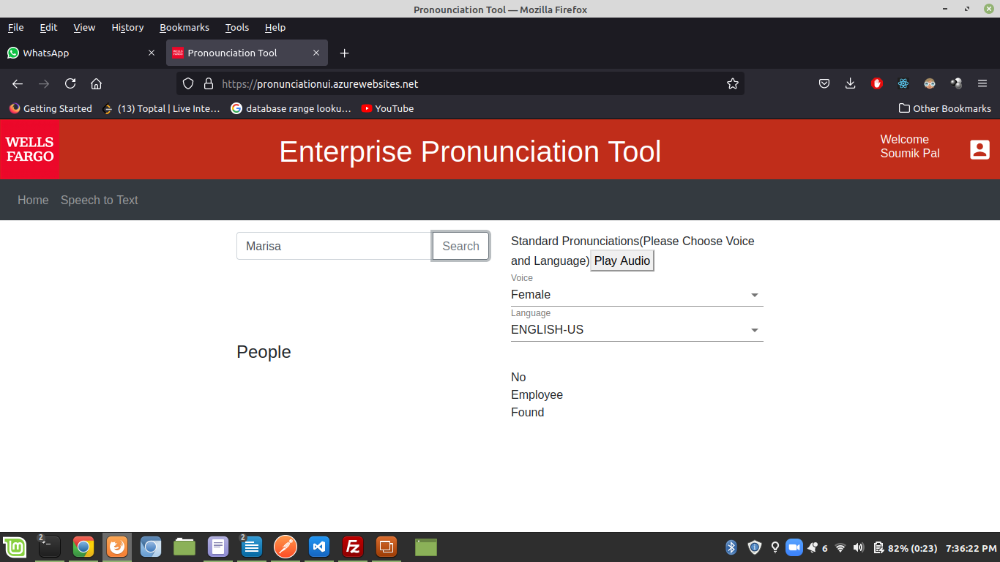 Pronounciation Tool — Mozilla Firefox
File Edit View History Bookmarks Tools Help
WhatsApp
Pronounciation Tool
https://pronunciationui.azurewebsites.net
Getting Started
(13) Toptal | Live Inte…
database range looku…
YouTube
Other Bookmarks
WELLS
FARGO
Enterprise Pronunciation Tool
Welcome
Soumik Pal
Home Speech to Text
Marisa
Search
Standard Pronunciations(Please Choose Voice
and Language)Play Audio
Voice
Female
Language
ENGLISH-US
People
No
Employee
Found
2
2
6
82% (0:23)
7:36:22 PM